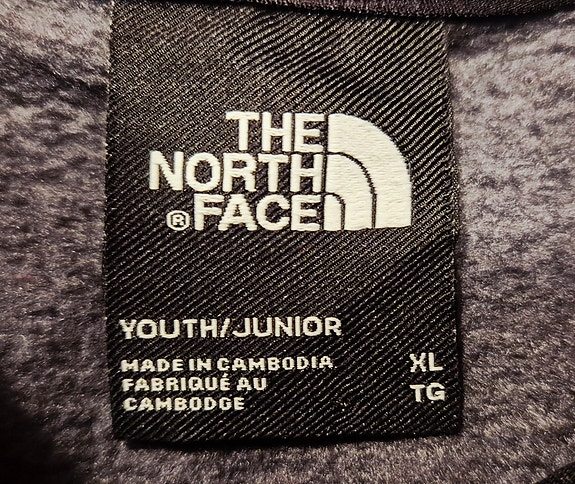 THE
NORTH
® FACE
YOUTH/JUNIOR
MADE IN CAMBODIA XL
FABRIQUÉ AU TG
CAMBODGE